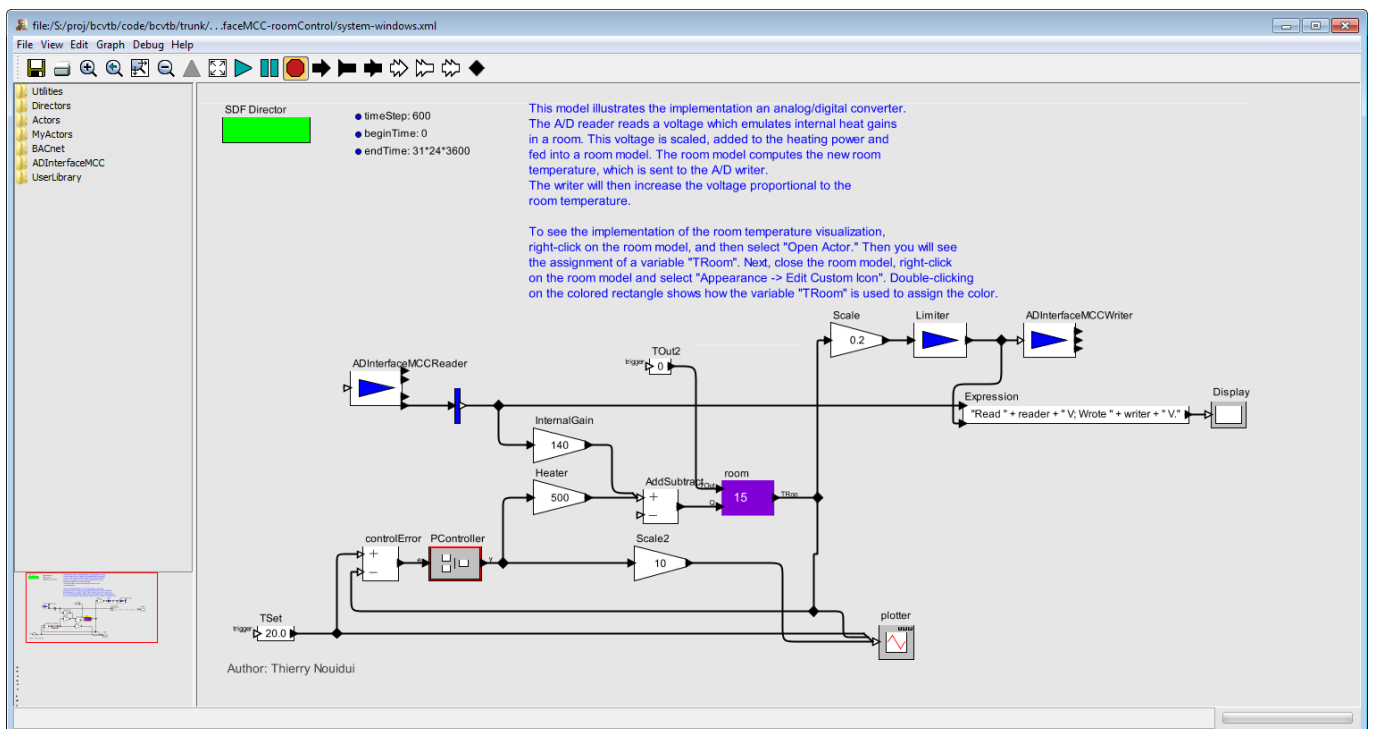 file:/S:/proj/bcvtb/code/bcvtb/trunk/. . .faceMCC-roomControl/system-windows.xml
File View Edit Graph Debug Help
Utilities
Directors
Actors
MyActors
BACnet
ADInterfaceMCC
UserLibrary
SDF Director
timeStep: 600
beginTime: 0
endTime: 31*24*3600
This model illustrates the implementation an analog/digital converter.
The A/D reader reads a voltage which emulates internal heat gains
in a room. This voltage is scaled, added to the heating power and
fed into a room model. The room model computes the new room
temperature, which is sent to the A/D writer.
The writer will then increase the voltage proportional to the
room temperature.
To see the implementation of the room temperature visualization,
right-click on the room model, and then select "Open Actor." Then you will see
the assignment of a variable "TRoom". Next, close the room model, right-click
on the room model and select "Appearance -> Edit Custom Icon". Double-clicking
on the colored rectangle shows how the variable "TRoom" is used to assign the color.
Scale
0.2
Limiter
ADInterfaceMCCWriter
ADInterfaceMCCReader
TOut2
trigger
0
Expression
"Read " + reader + " V; Wrote " + writer + " V."
Display
InternalGain
140
Heater
500
AddSubtract
+
−
TOut
Q
room
15
TRoo
controlError
+
−
PController
e
y
Scale2
10
TSet
trigger
20.0
plotter
Author: Thierry Nouidui